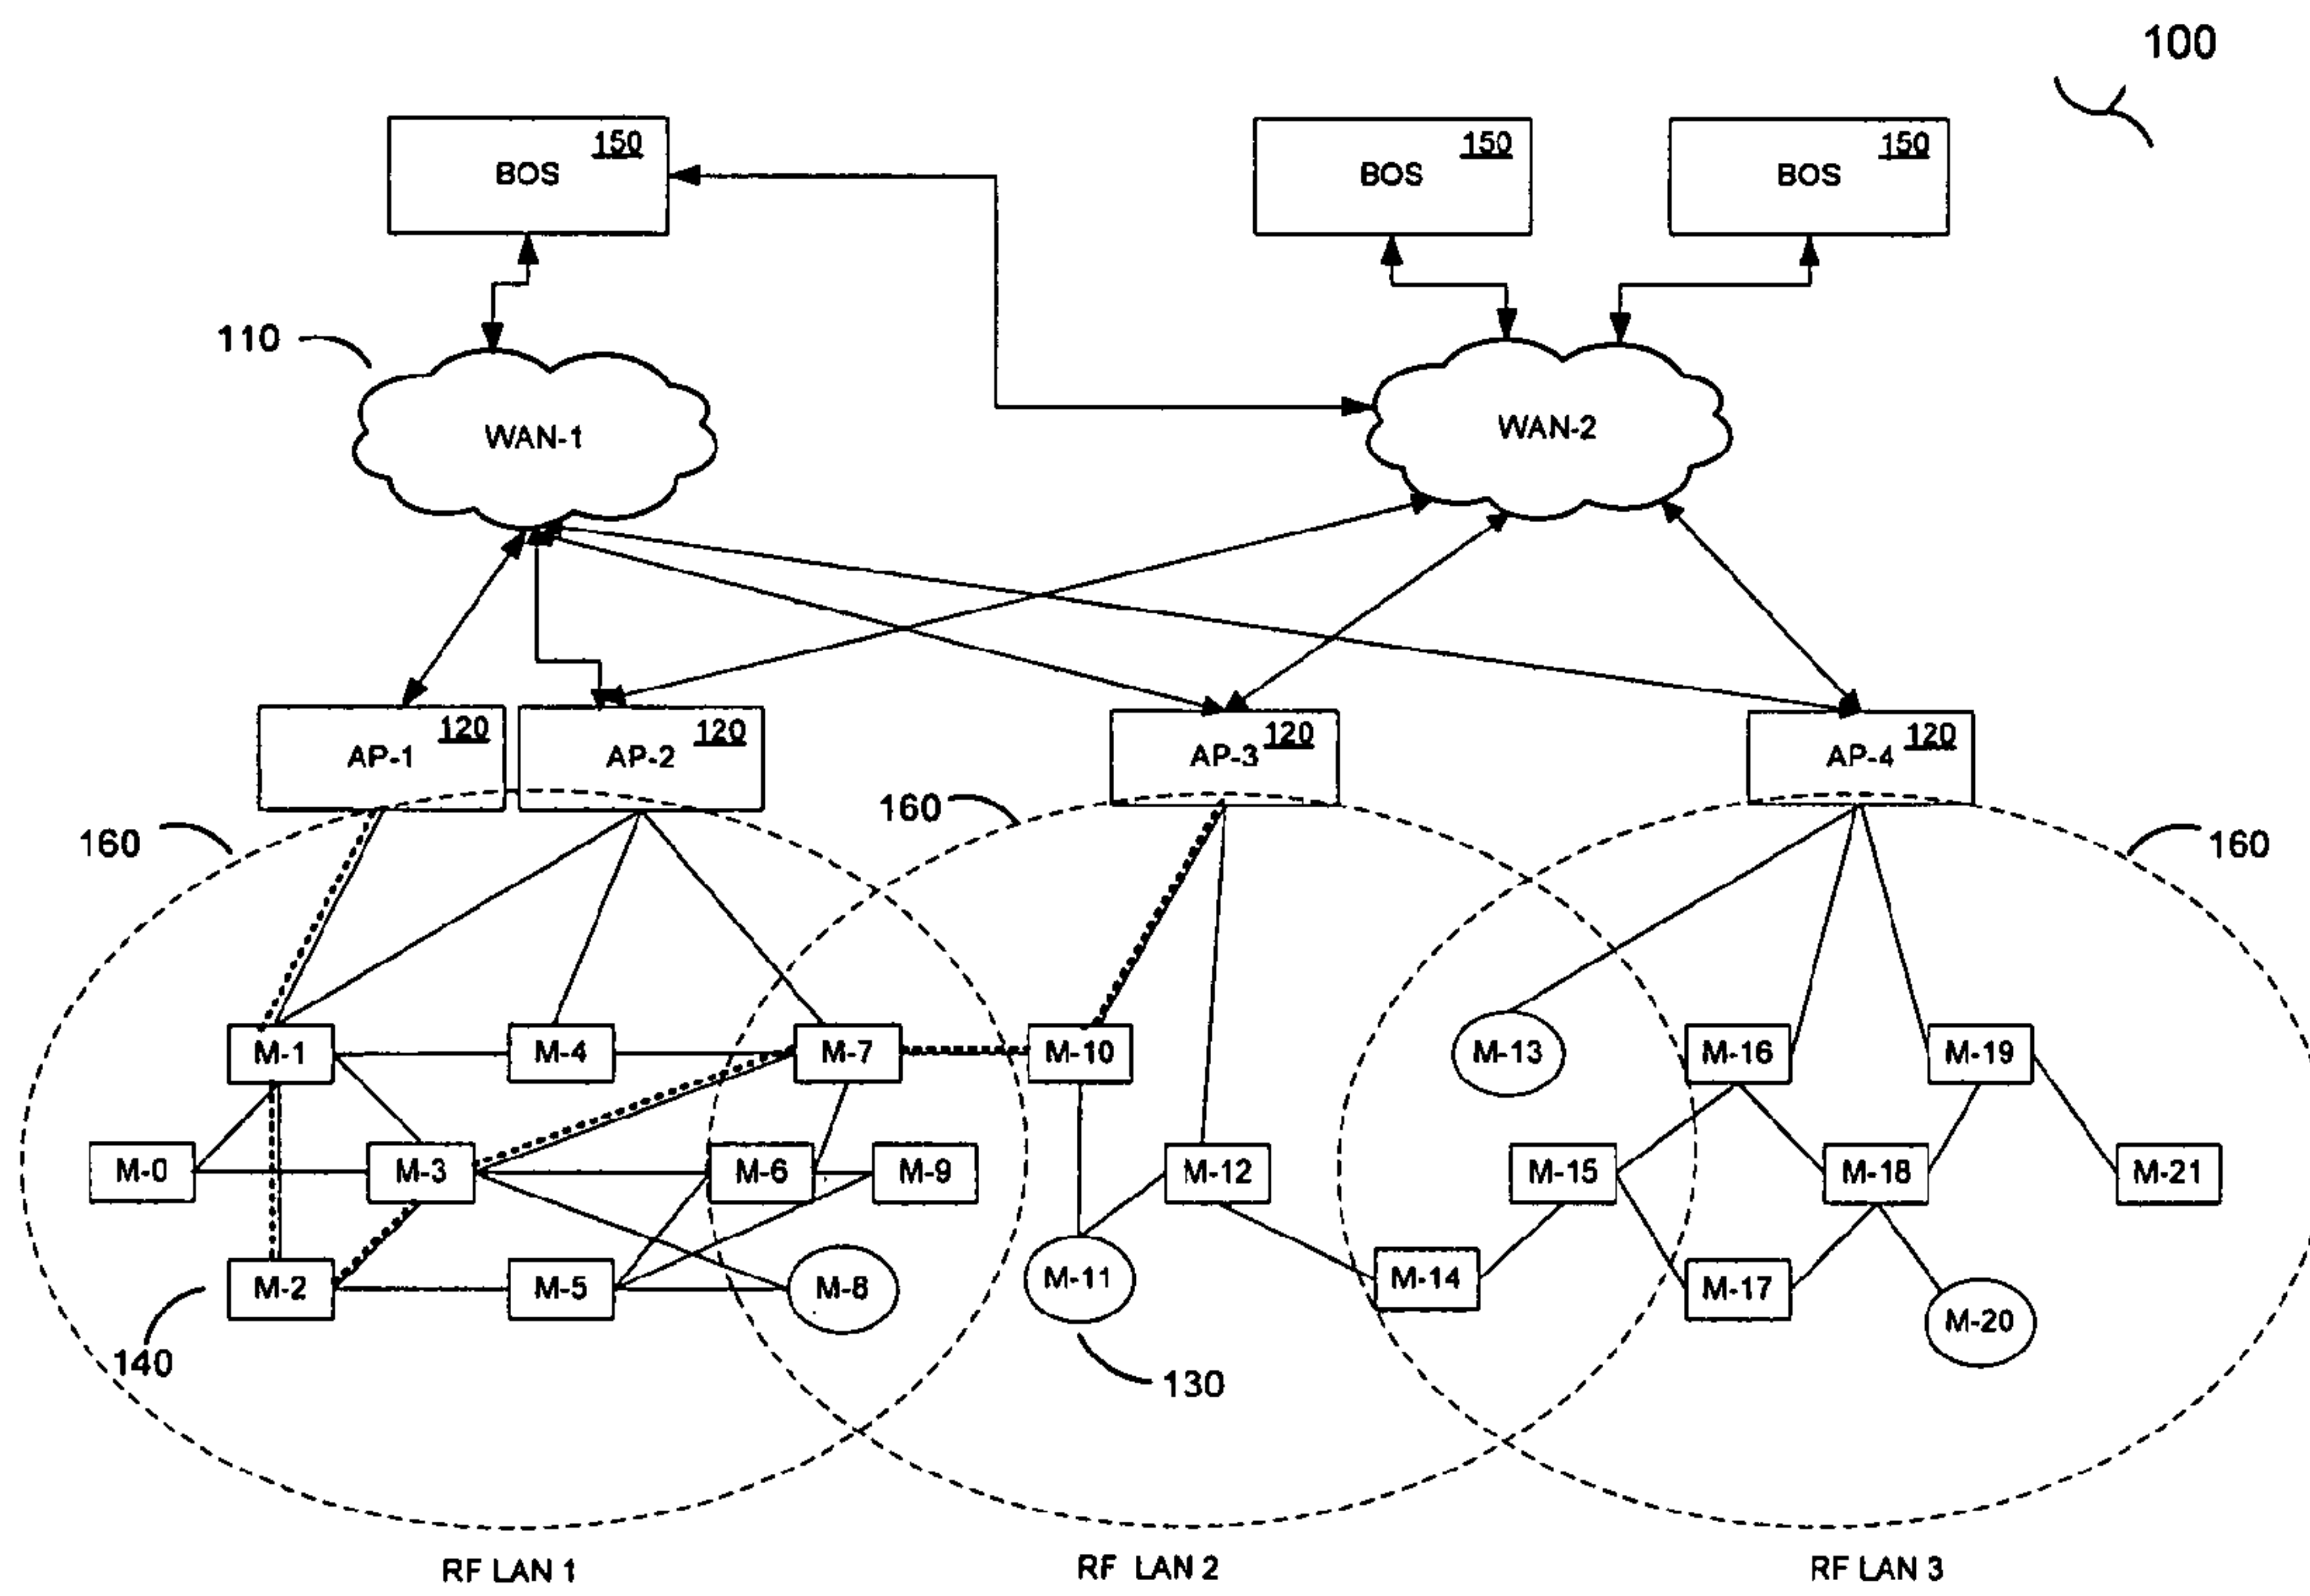 100
150
BOS
150
BOS
150
BOS
110
WAN-1
WAN-2
120
AP-1
120
AP-2
120
AP-3
120
AP-4
160
160
160
M-1
M-4
M-7
M-10
M-13
M-16
M-19
M-0
M-3
M-6
M-9
M-12
M-15
M-18
M-21
M-2
M-5
M-8
M-11
M-14
M-17
M-20
140
130
RF LAN 1
RF LAN 2
RF LAN 3